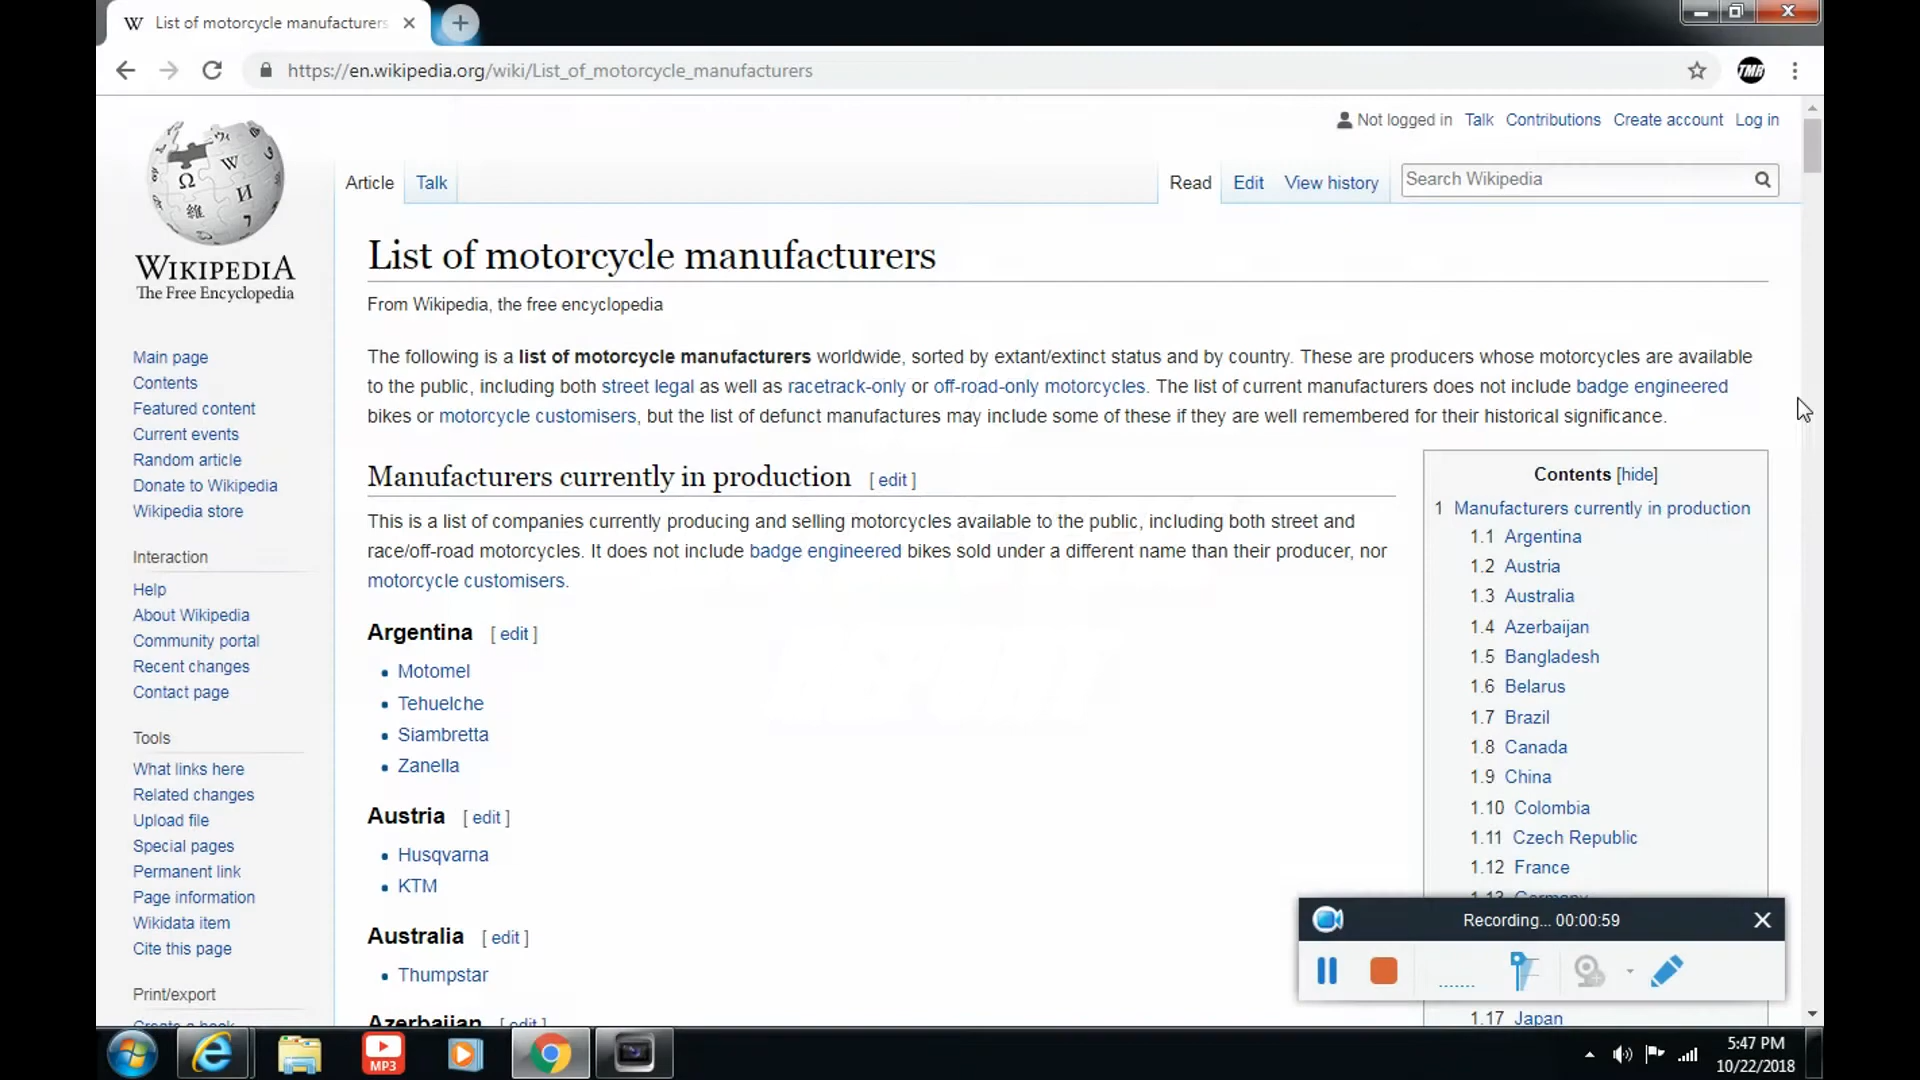 List of motorcycle manufacturers
https://en.wikipedia.org/wiki/List_of_motorcycle_manufacturers
TMR
Not logged in Talk Contributions Create account Log in
Article Talk Read Edit View history Search Wikipedia
WIKIPEDIA
The Free Encyclopedia
Main page
Contents
Featured content
Current events
Random article
Donate to Wikipedia
Wikipedia store
Interaction
Help
About Wikipedia
Community portal
Recent changes
Contact page
Tools
What links here
Related changes
Upload file
Special pages
Permanent link
Page information
Wikidata item
Cite this page
Print/export
List of motorcycle manufacturers
From Wikipedia, the free encyclopedia
The following is a list of motorcycle manufacturers worldwide, sorted by extant/extinct status and by country. These are producers whose motorcycles are available
to the public, including both street legal as well as racetrack-only or off-road-only motorcycles. The list of current manufacturers does not include badge engineered
bikes or motorcycle customisers, but the list of defunct manufactures may include some of these if they are well remembered for their historical significance.
Manufacturers currently in production [ edit ]
This is a list of companies currently producing and selling motorcycles available to the public, including both street and
race/off-road motorcycles. It does not include badge engineered bikes sold under a different name than their producer, nor
motorcycle customisers.
Argentina [ edit ]
Motomel
Tehuelche
Siambretta
Zanella
Austria [ edit ]
Husqvarna
KTM
Australia [ edit ]
Thumpstar
Azerbaijan [ edit ]
Contents [hide]
1 Manufacturers currently in production
1.1 Argentina
1.2 Austria
1.3 Australia
1.4 Azerbaijan
1.5 Bangladesh
1.6 Belarus
1.7 Brazil
1.8 Canada
1.9 China
1.10 Colombia
1.11 Czech Republic
1.12 France
1.13 Germany
1.17 Japan
Recording... 00:00:59
MP3
5:47 PM
10/22/2018